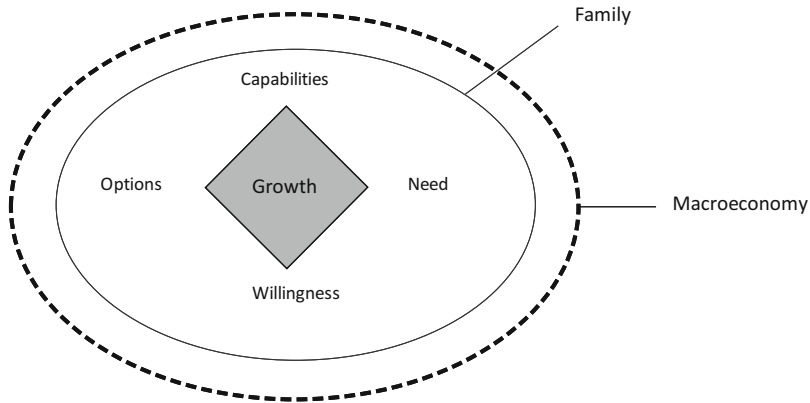 Family
Capabilities
Options
Growth
Need
Macroeconomy
Willingness